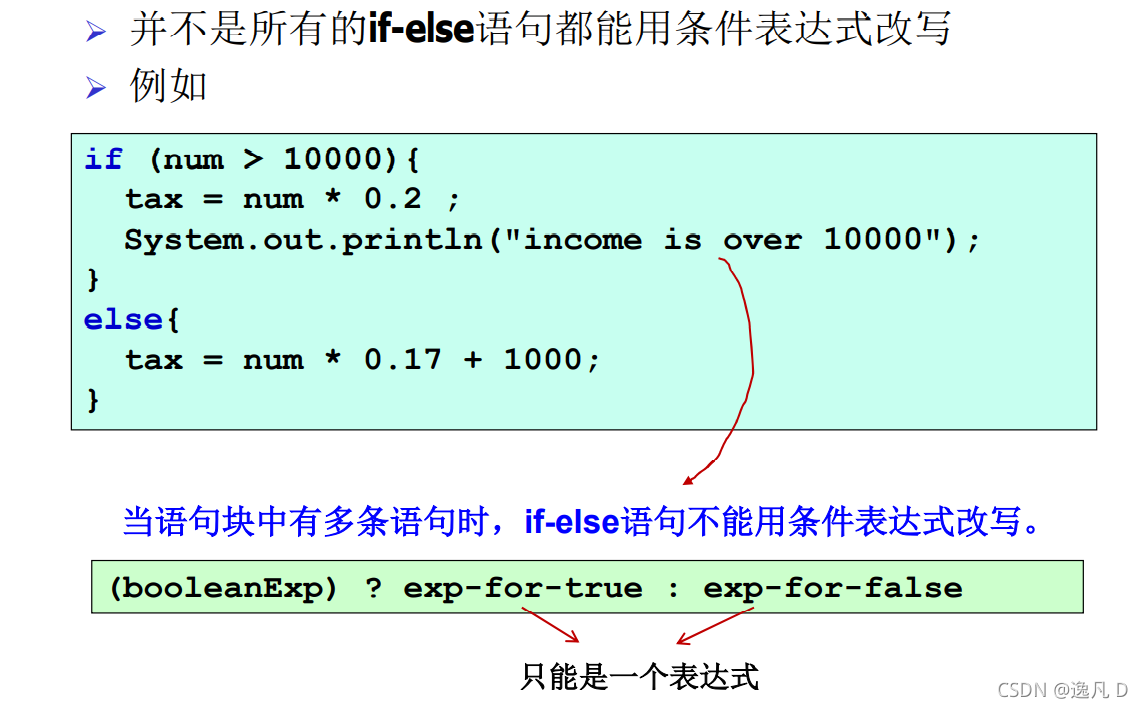 ➢ 并不是所有的if-else语句都能用条件表达式改写
➢ 例如
if (num > 10000){
  tax = num * 0.2 ;
  System.out.println("income is over 10000");
}
else{
  tax = num * 0.17 + 1000;
}
当语句块中有多条语句时，if-else语句不能用条件表达式改写。
(booleanExp) ? exp-for-true : exp-for-false
只能是一个表达式
CSDN @逸凡 D